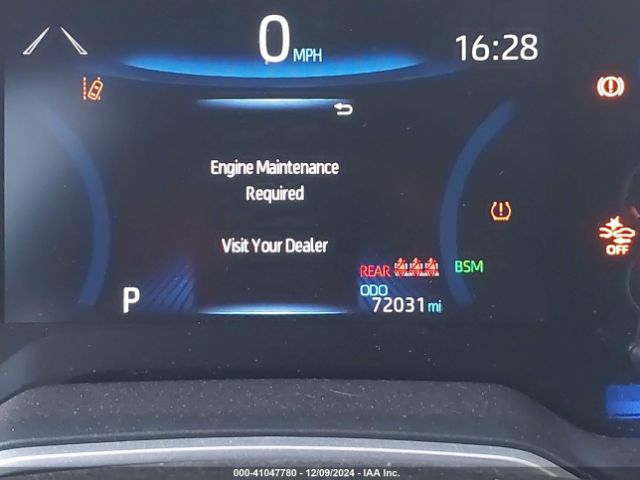 0 MPH
16:28
Engine Maintenance
Required
Visit Your Dealer
REAR
BSM
OFF
ODO
P
72031 mi
000-41047780 - 12/09/2024 - IAA Inc.